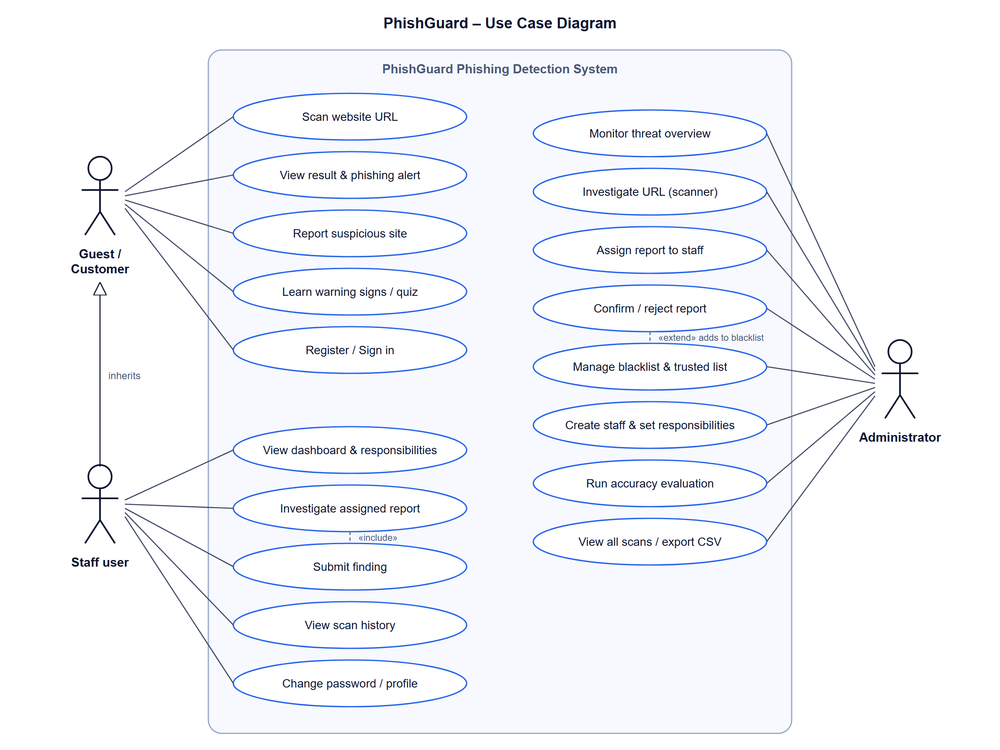 PhishGuard – Use Case Diagram
PhishGuard Phishing Detection System
Scan website URL
View result & phishing alert
Report suspicious site
Learn warning signs / quiz
Register / Sign in
Guest /
Customer
inherits
View dashboard & responsibilities
Investigate assigned report
«include»
Submit finding
View scan history
Change password / profile
Staff user
Monitor threat overview
Investigate URL (scanner)
Assign report to staff
Confirm / reject report
«extend» adds to blacklist
Manage blacklist & trusted list
Create staff & set responsibilities
Run accuracy evaluation
View all scans / export CSV
Administrator